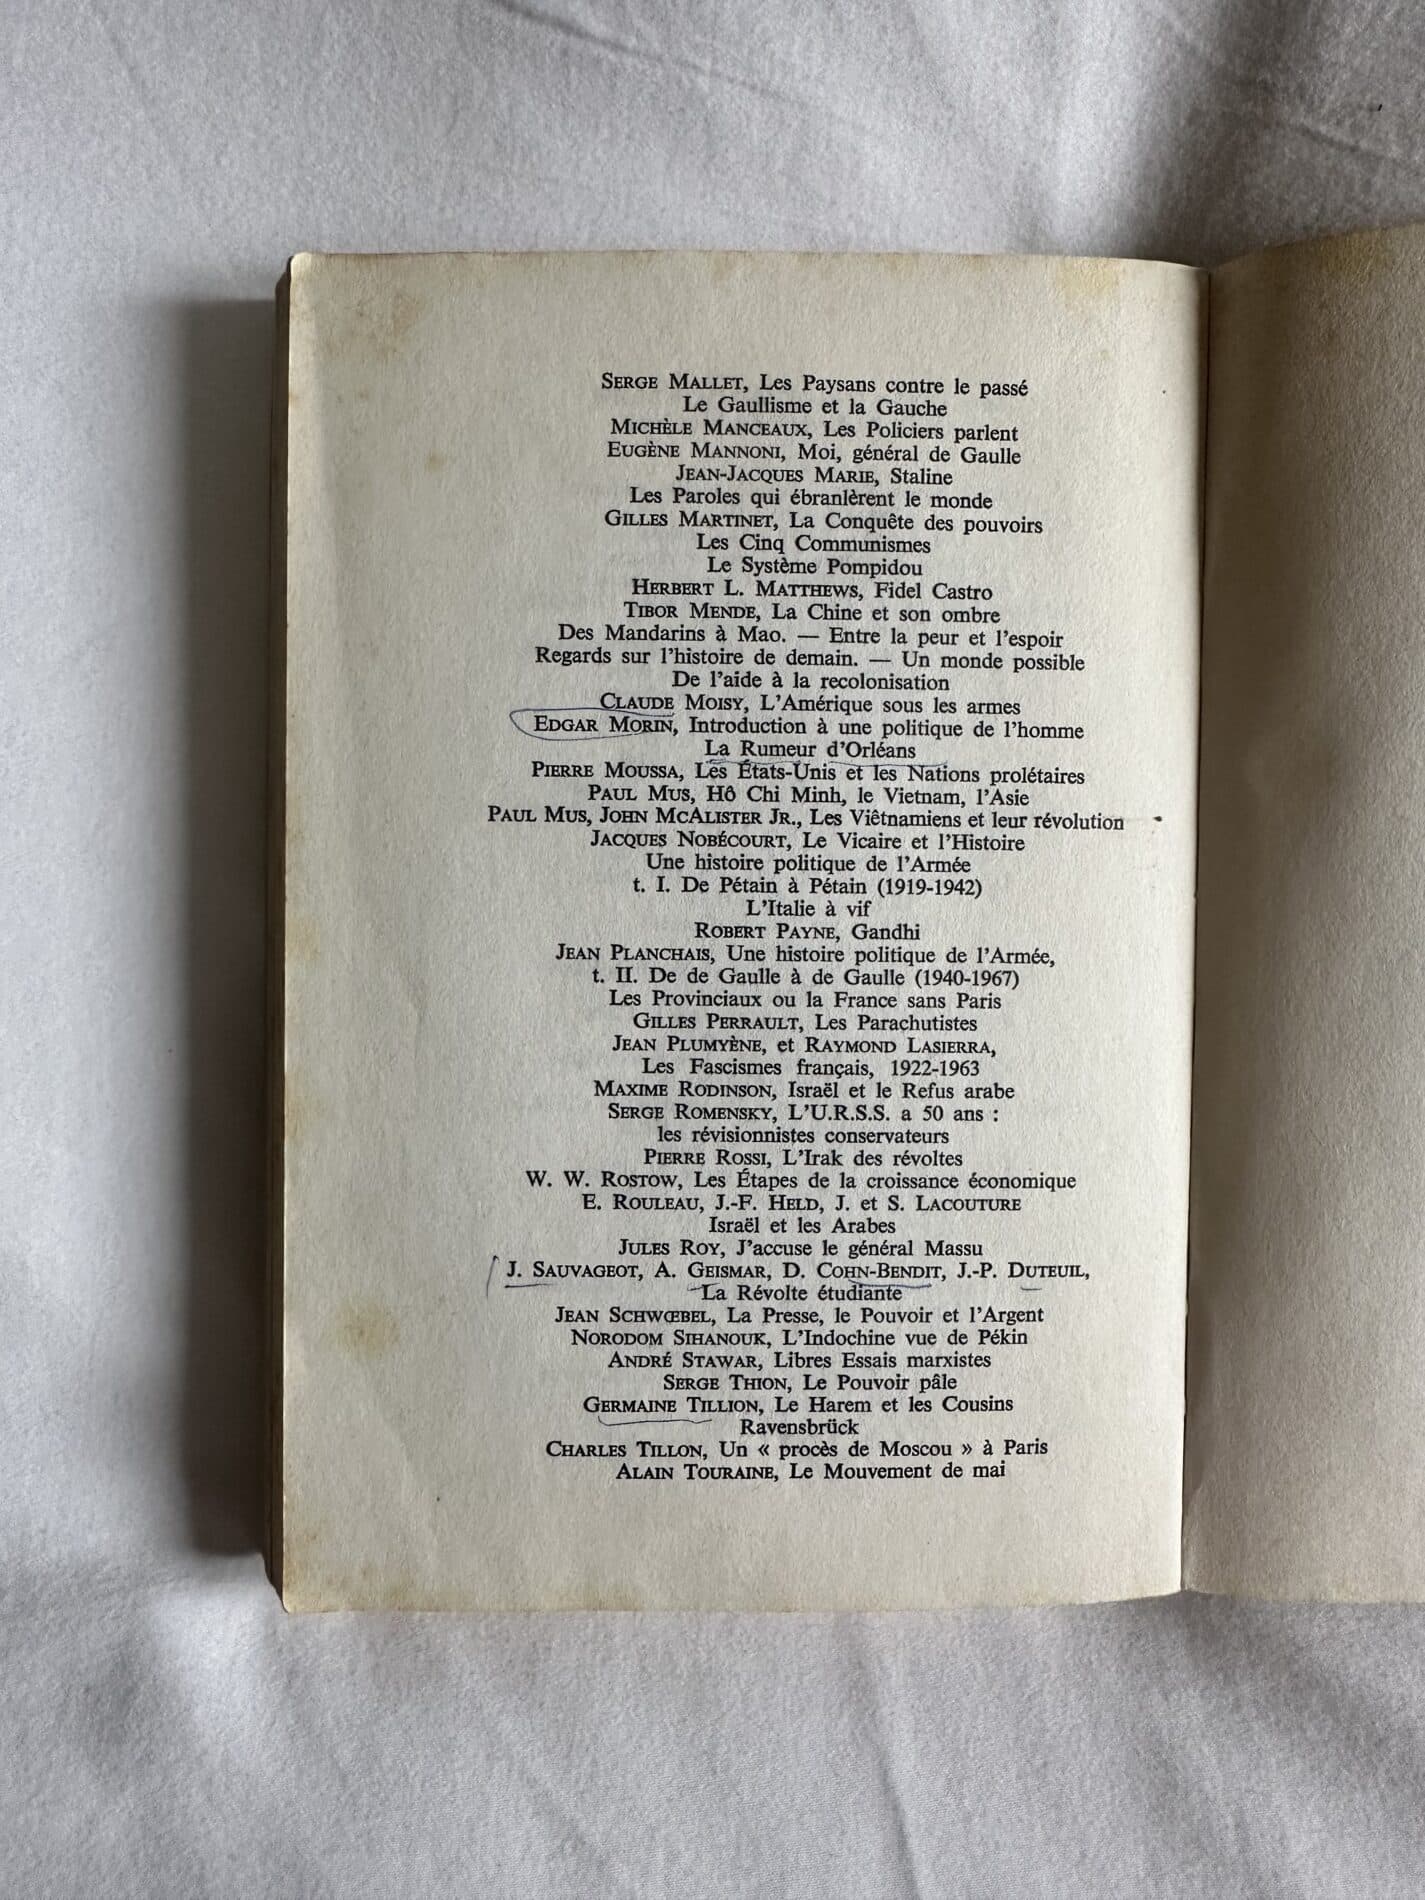 SERGE MALLET, Les Paysans contre le passé
Le Gaullisme et la Gauche
MICHÈLE MANCEAUX, Les Policiers parlent
EUGÈNE MANNONI, Moi, général de Gaulle
JEAN-JACQUES MARIE, Staline
Les Paroles qui ébranlèrent le monde
GILLES MARTINET, La Conquête des pouvoirs
Les Cinq Communismes
Le Système Pompidou
HERBERT L. MATTHEWS, Fidel Castro
TIBOR MENDE, La Chine et son ombre
Des Mandarins à Mao. — Entre la peur et l'espoir
Regards sur l'histoire de demain. — Un monde possible
De l'aide à la recolonisation
CLAUDE MOISY, L'Amérique sous les armes
EDGAR MORIN, Introduction à une politique de l'homme
La Rumeur d'Orléans
PIERRE MOUSSA, Les États-Unis et les Nations prolétaires
PAUL MUS, Hô Chi Minh, le Vietnam, l'Asie
PAUL MUS, JOHN MCALISTER JR., Les Viêtnamiens et leur révolution
JACQUES NOBÉCOURT, Le Vicaire et l'Histoire
Une histoire politique de l'Armée
t. I. De Pétain à Pétain (1919-1942)
L'Italie à vif
ROBERT PAYNE, Gandhi
JEAN PLANCHAIS, Une histoire politique de l'Armée,
t. II. De de Gaulle à de Gaulle (1940-1967)
Les Provinciaux ou la France sans Paris
GILLES PERRAULT, Les Parachutistes
JEAN PLUMYÈNE, et RAYMOND LASIERRA,
Les Fascismes français, 1922-1963
MAXIME RODINSON, Israël et le Refus arabe
SERGE ROMENSKY, L'U.R.S.S. a 50 ans :
les révisionnistes conservateurs
PIERRE ROSSI, L'Irak des révoltes
W. W. ROSTOW, Les Étapes de la croissance économique
E. ROULEAU, J.-F. HELD, J. et S. LACOUTURE
Israël et les Arabes
JULES ROY, J'accuse le général Massu
J. SAUVAGEOT, A. GEISMAR, D. COHN-BENDIT, J.-P. DUTEUIL,
La Révolte étudiante
JEAN SCHWŒBEL, La Presse, le Pouvoir et l'Argent
NORODOM SIHANOUK, L'Indochine vue de Pékin
ANDRÉ STAWAR, Libres Essais marxistes
SERGE THION, Le Pouvoir pâle
GERMAINE TILLION, Le Harem et les Cousins
Ravensbrück
CHARLES TILLON, Un « procès de Moscou » à Paris
ALAIN TOURAINE, Le Mouvement de mai